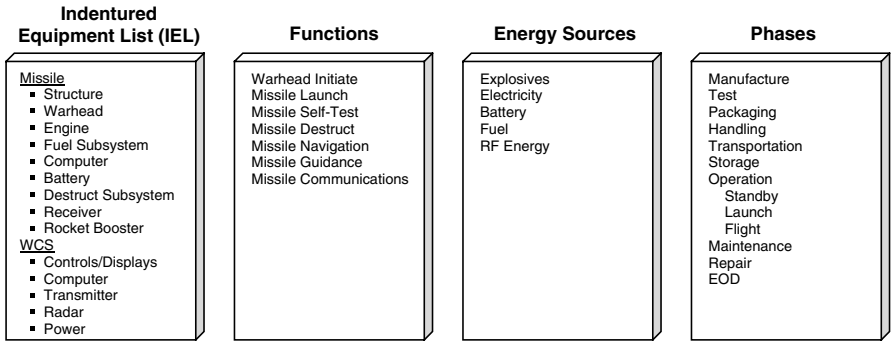 Indentured
Equipment List (IEL)
Missile
▪ Structure
▪ Warhead
▪ Engine
▪ Fuel Subsystem
▪ Computer
▪ Battery
▪ Destruct Subsystem
▪ Receiver
▪ Rocket Booster
WCS
▪ Controls/Displays
▪ Computer
▪ Transmitter
▪ Radar
▪ Power
Functions
Warhead Initiate
Missile Launch
Missile Self-Test
Missile Destruct
Missile Navigation
Missile Guidance
Missile Communications
Energy Sources
Explosives
Electricity
Battery
Fuel
RF Energy
Phases
Manufacture
Test
Packaging
Handling
Transportation
Storage
Operation
Standby
Launch
Flight
Maintenance
Repair
EOD